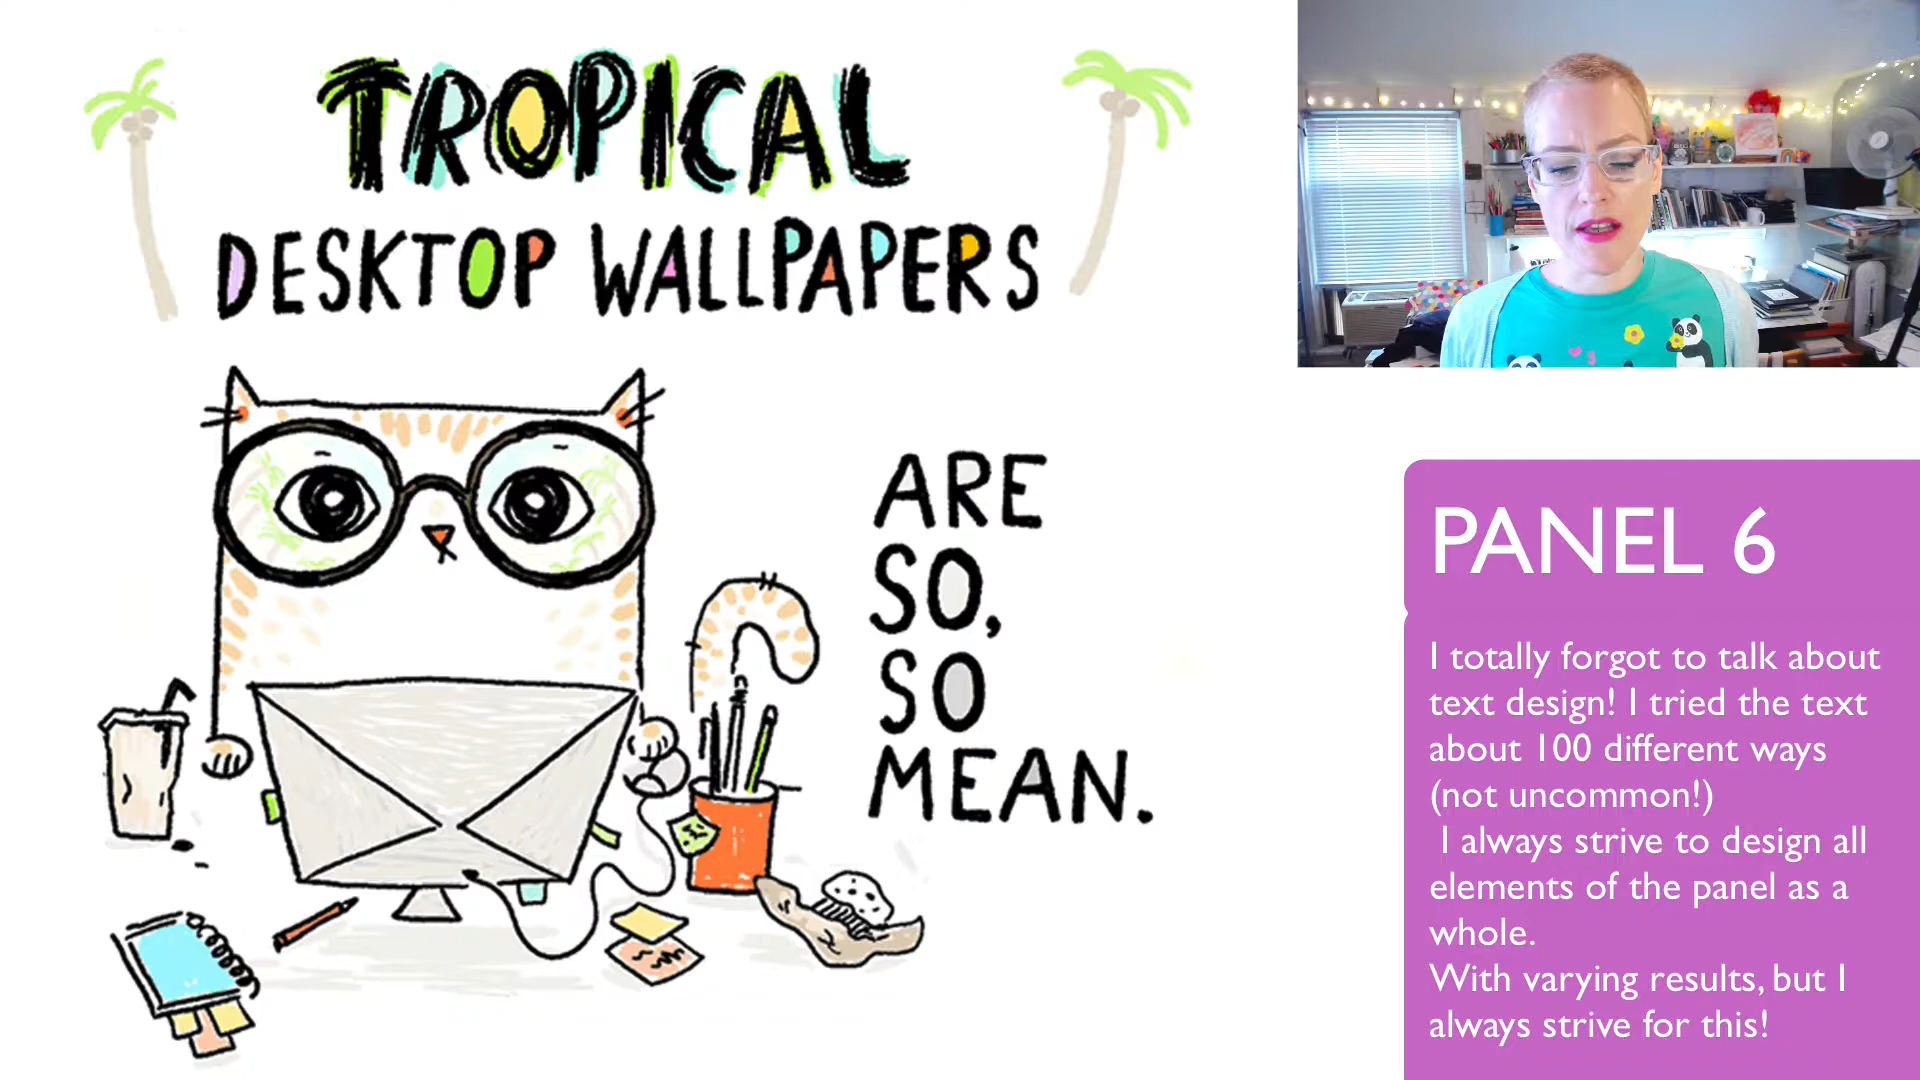 TROPICAL
DESKTOP WALLPAPERS
ARE
SO,
SO
MEAN.
PANEL 6
I totally forgot to talk about
text design! I tried the text
about 100 different ways
(not uncommon!)
I always strive to design all
elements of the panel as a
whole.
With varying results, but I
always strive for this!